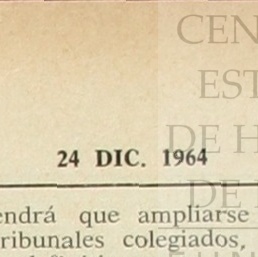 CEN
EST
DE H
24 DIC. 1964
DE
endrá que ampliarse
ribunales colegiados,